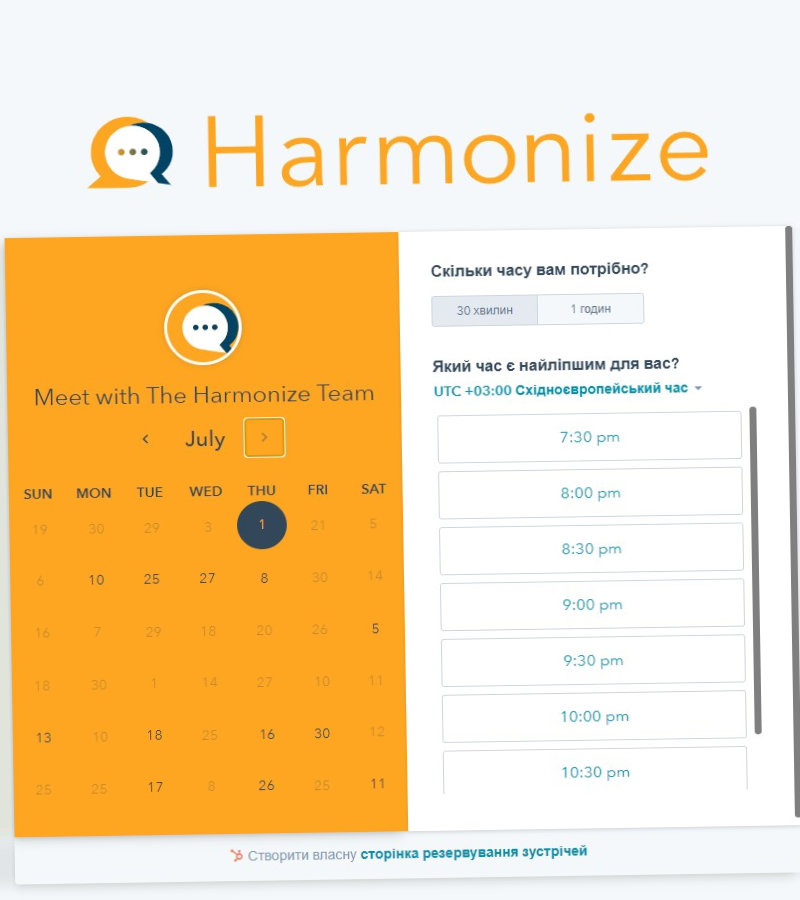 Harmonize
Meet with The Harmonize Team
July
SUN MON TUE WED THU FRI SAT
19 30 29 3 1 21 5
6 10 25 27 8 30 14
16 7 29 18 20 26 5
18 30 1 14 27 10 11
13 10 18 25 16 30 12
25 25 17 8 26 25 11
Скільки часу вам потрібно?
30 хвилин 1 годин
Який час є найліпшим для вас?
UTC +03:00 Східноєвропейський час
7:30 pm
8:00 pm
8:30 pm
9:00 pm
9:30 pm
10:00 pm
10:30 pm
Створити власну сторінка резервування зустрічей